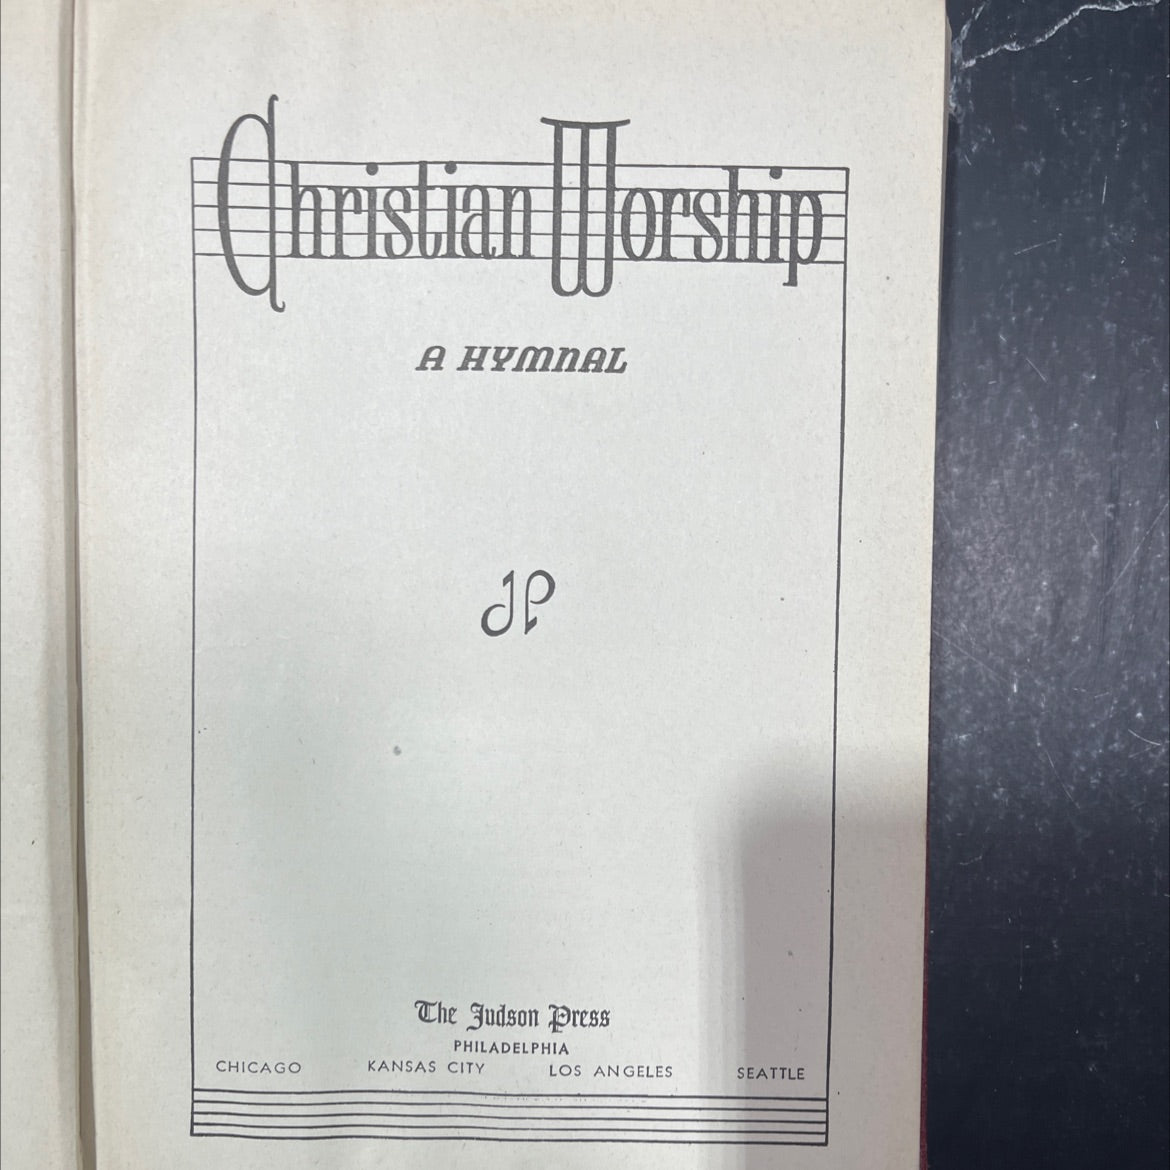 Christian Worship
A HYMNAL
JP
The Judson Press
PHILADELPHIA
CHICAGO KANSAS CITY LOS ANGELES SEATTLE